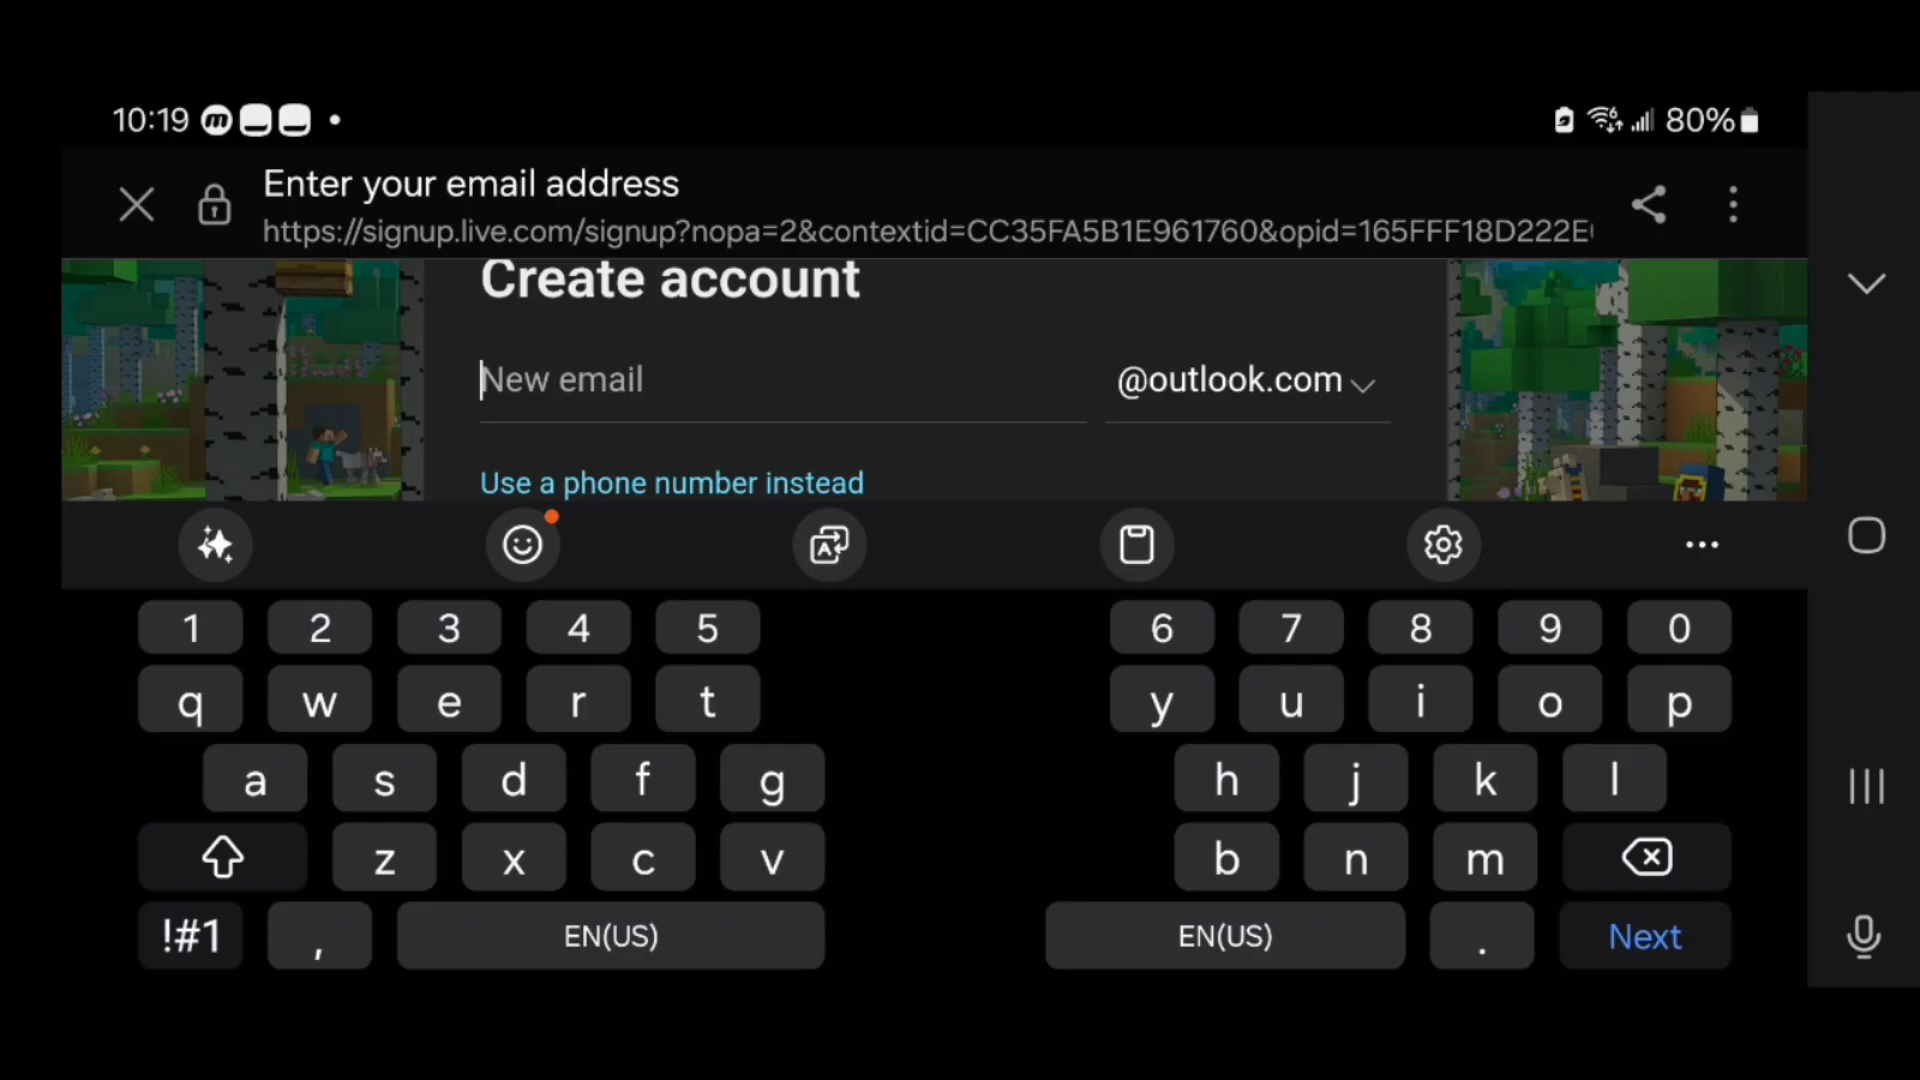 10:19
80%
Enter your email address
https://signup.live.com/signup?nopa=2&contextid=CC35FA5B1E961760&opid=165FFF18D222E
Create account
New email
@outlook.com
Use a phone number instead
1 2 3 4 5 6 7 8 9 0
q w e r t y u i o p
a s d f g h j k l
z x c v b n m
!#1 , EN(US) EN(US) . Next